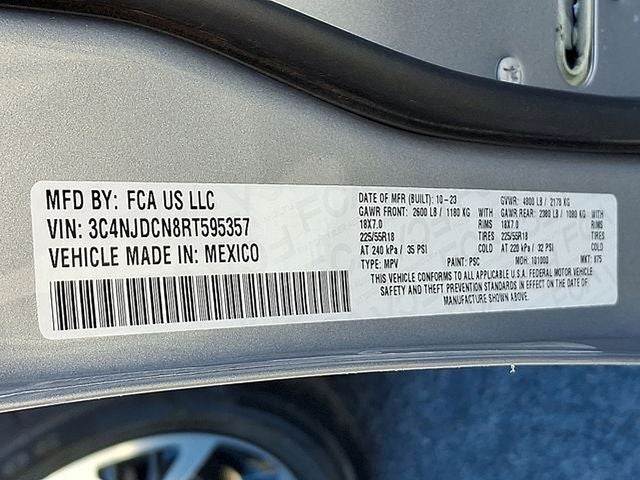 MFD BY: FCA US LLC
VIN: 3C4NJDCN8RT595357
VEHICLE MADE IN: MEXICO
DATE OF MFR (BUILT): 10-23 GVWR: 4800 LB / 2178 KG
GAWR FRONT: 2600 LB / 1180 KG GAWR REAR: 2380 LB / 1080 KG
18X7.0 RIMS 18X7.0 RIMS
225/55R18 TIRES 225/55R18 TIRES
AT 240 kPa / 35 PSI COLD AT 220 kPa / 32 PSI COLD
TYPE: MPV PAINT: PSC MDH: 101000 MKT: K75
THIS VEHICLE CONFORMS TO ALL APPLICABLE U.S.A. FEDERAL MOTOR VEHICLE
SAFETY AND THEFT PREVENTION STANDARDS IN EFFECT ON THE DATE OF
MANUFACTURE SHOWN ABOVE.